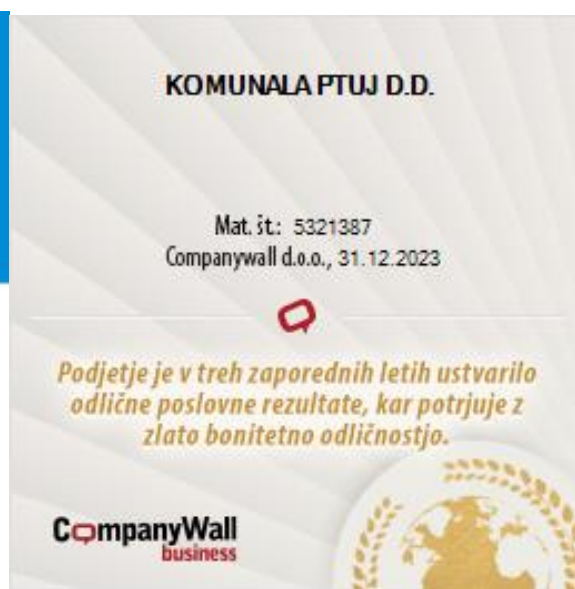 KOMUNALA PTUJ D.D.
Mat. št.: 5321387
Companywall d.o.o., 31.12.2023
Podjetje je v treh zaporednih letih ustvarilo
odlične poslovne rezultate, kar potrjuje z
zlato bonitetno odličnostjo.
CompanyWall
business